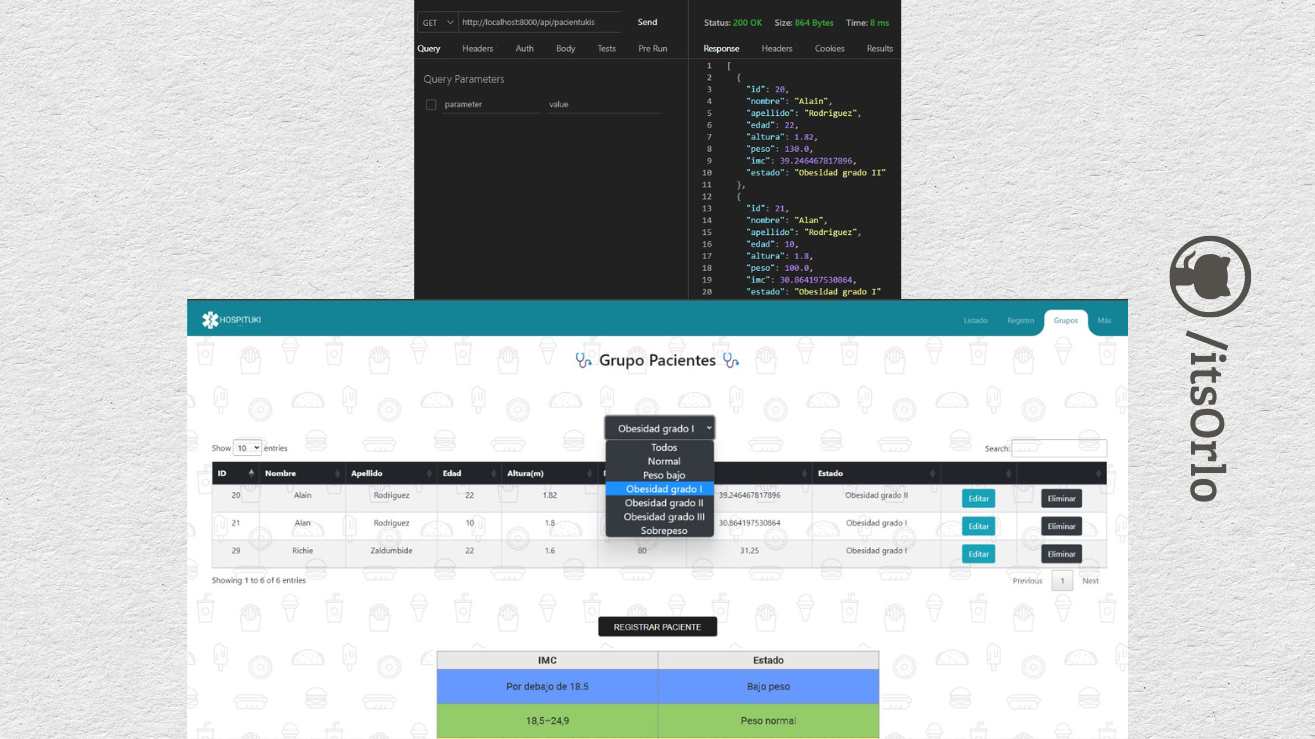 GET http://localhost:8000/api/pacientukis Send
Query Headers Auth Body Tests Pre Run
Query Parameters
parameter value
Status: 200 OK Size: 864 Bytes Time: 8 ms
Response Headers Cookies Results
1 [
2 {
3 "id": 20,
4 "nombre": "Alain",
5 "apellido": "Rodriguez",
6 "edad": 22,
7 "altura": 1.82,
8 "peso": 130.0,
9 "imc": 39.246467817896,
10 "estado": "Obesidad grado II"
11 },
12 {
13 "id": 21,
14 "nombre": "Alan",
15 "apellido": "Rodriguez",
16 "edad": 10,
17 "altura": 1.8,
18 "peso": 100.0,
19 "imc": 30.864197530864,
20 "estado": "Obesidad grado I"
/itsOrlo
HOSPITUKI Listado Registro Grupos Más
Grupo Pacientes
Obesidad grado I
Todos
Normal
Peso bajo
Obesidad grado I
Obesidad grado II
Obesidad grado III
Sobrepeso
Show 10 entries Search:
ID Nombre Apellido Edad Altura(m) Estado
20 Alain Rodriguez 22 1.82 39.246467817896 Obesidad grado II Editar Eliminar
21 Alan Rodriguez 10 1.8 30.864197530864 Obesidad grado I Editar Eliminar
29 Richie Zaldumbide 22 1.6 80 31.25 Obesidad grado I Editar Eliminar
Showing 1 to 6 of 6 entries Previous 1 Next
REGISTRAR PACIENTE
IMC Estado
Por debajo de 18.5 Bajo peso
18,5–24,9 Peso normal